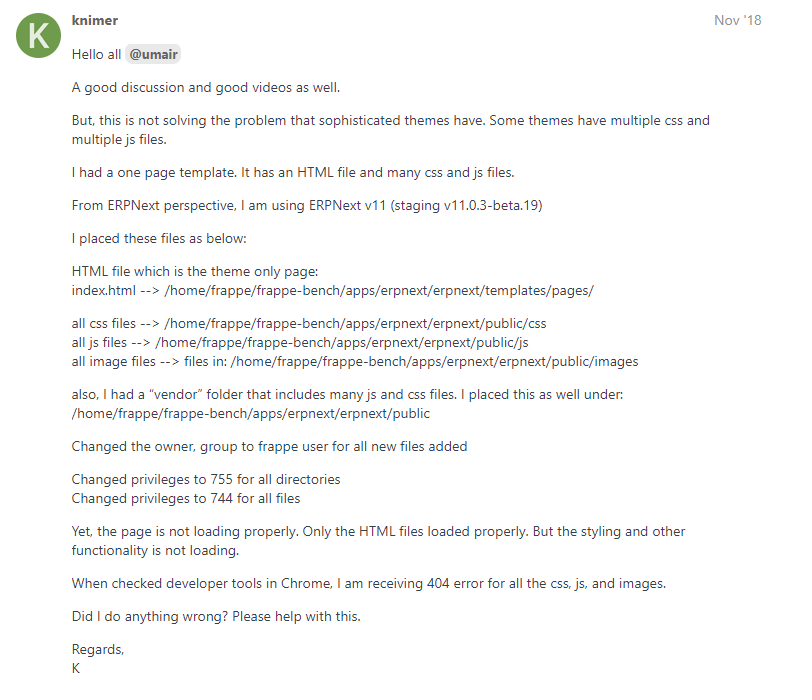 K
knimer
Nov '18
Hello all @umair
A good discussion and good videos as well.
But, this is not solving the problem that sophisticated themes have. Some themes have multiple css and
multiple js files.
I had a one page template. It has an HTML file and many css and js files.
From ERPNext perspective, I am using ERPNext v11 (staging v11.0.3-beta.19)
I placed these files as below:
HTML file which is the theme only page:
index.html --> /home/frappe/frappe-bench/apps/erpnext/erpnext/templates/pages/
all css files --> /home/frappe/frappe-bench/apps/erpnext/erpnext/public/css
all js files --> /home/frappe/frappe-bench/apps/erpnext/erpnext/public/js
all image files --> files in: /home/frappe/frappe-bench/apps/erpnext/erpnext/public/images
also, I had a “vendor” folder that includes many js and css files. I placed this as well under:
/home/frappe/frappe-bench/apps/erpnext/erpnext/public
Changed the owner, group to frappe user for all new files added
Changed privileges to 755 for all directories
Changed privileges to 744 for all files
Yet, the page is not loading properly. Only the HTML files loaded properly. But the styling and other
functionality is not loading.
When checked developer tools in Chrome, I am receiving 404 error for all the css, js, and images.
Did I do anything wrong? Please help with this.
Regards,
K